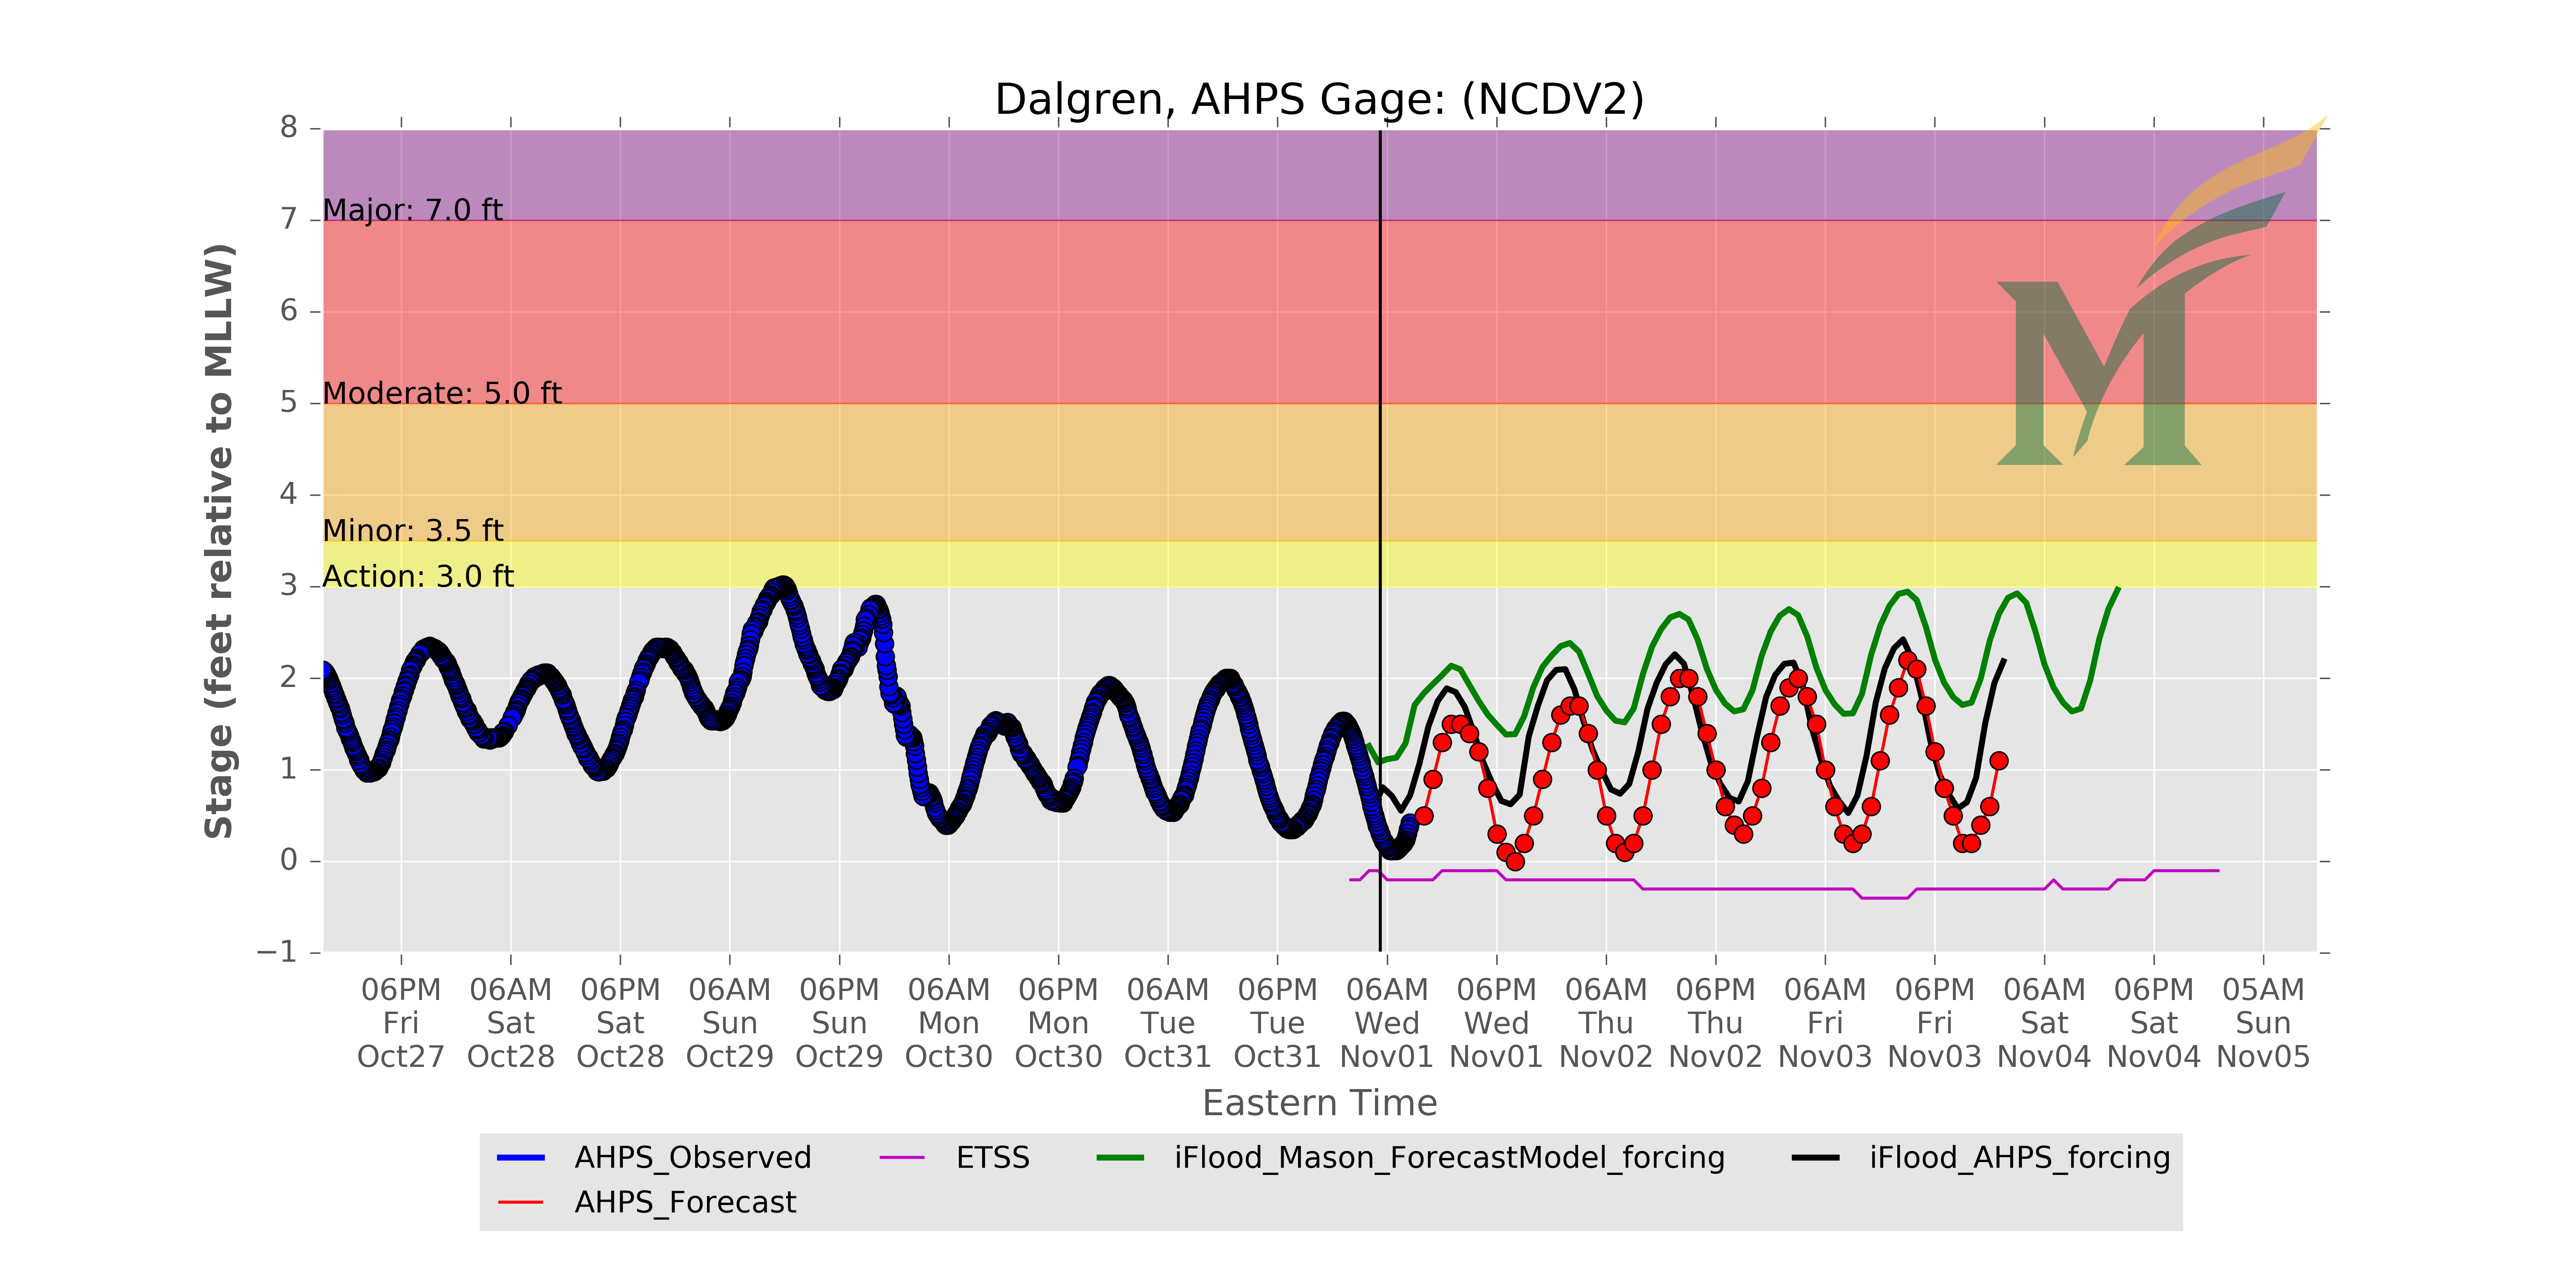 Dalgren, AHPS Gage: (NCDV2)
Stage (feet relative to MLLW)
8
7
6
5
4
3
2
1
0
−1
Major: 7.0 ft
Moderate: 5.0 ft
Minor: 3.5 ft
Action: 3.0 ft
M
06PM 06AM 06PM 06AM 06PM 06AM 06PM 06AM 06PM 06AM 06PM 06AM 06PM 06AM 06PM 06AM 06PM 05AM
Fri Sat Sat Sun Sun Mon Mon Tue Tue Wed Wed Thu Thu Fri Fri Sat Sat Sun
Oct27 Oct28 Oct28 Oct29 Oct29 Oct30 Oct30 Oct31 Oct31 Nov01 Nov01 Nov02 Nov02 Nov03 Nov03 Nov04 Nov04 Nov05
Eastern Time
AHPS_Observed ETSS iFlood_Mason_ForecastModel_forcing iFlood_AHPS_forcing
AHPS_Forecast